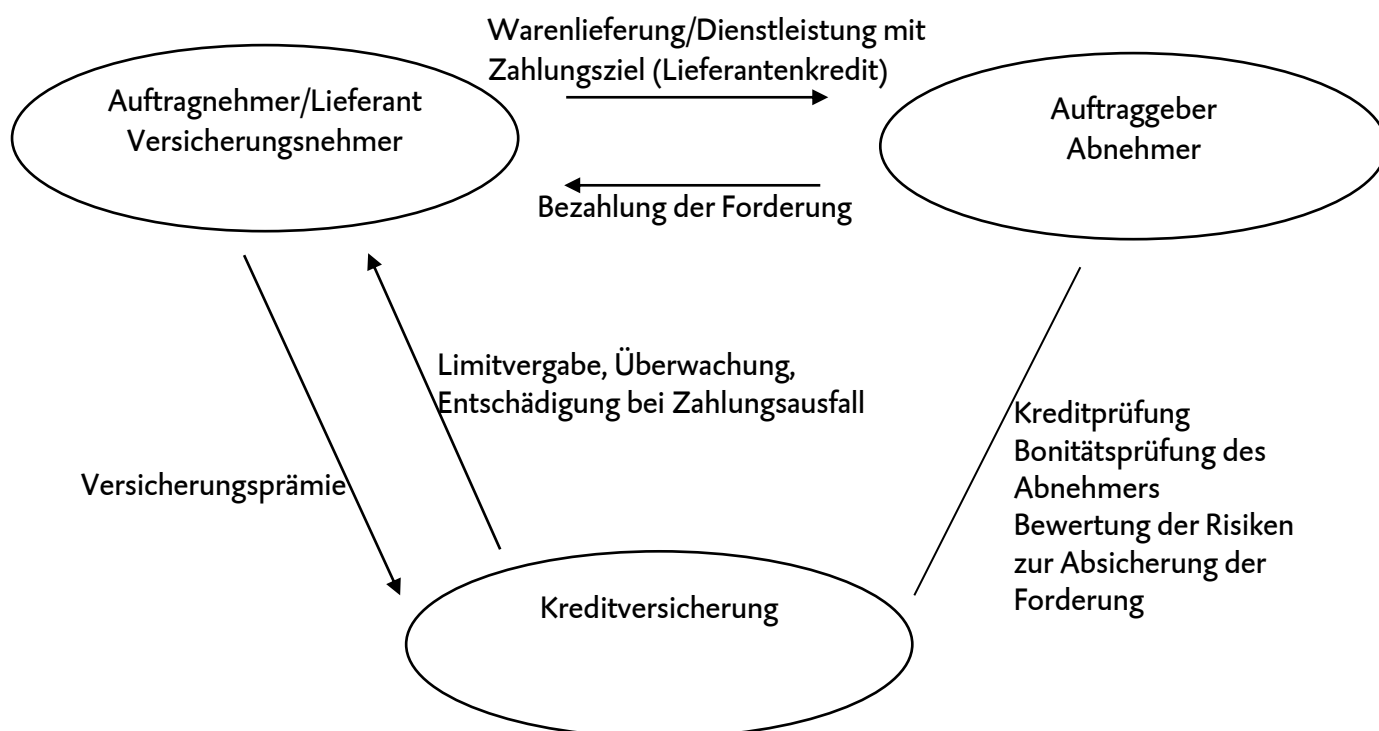 Warenlieferung/Dienstleistung mit
Zahlungsziel (Lieferantenkredit)
Auftragnehmer/Lieferant
Versicherungsnehmer
Auftraggeber
Abnehmer
Bezahlung der Forderung
Limitvergabe, Überwachung,
Entschädigung bei Zahlungsausfall
Kreditprüfung
Bonitätsprüfung des
Abnehmers
Bewertung der Risiken
zur Absicherung der
Forderung
Versicherungsprämie
Kreditversicherung